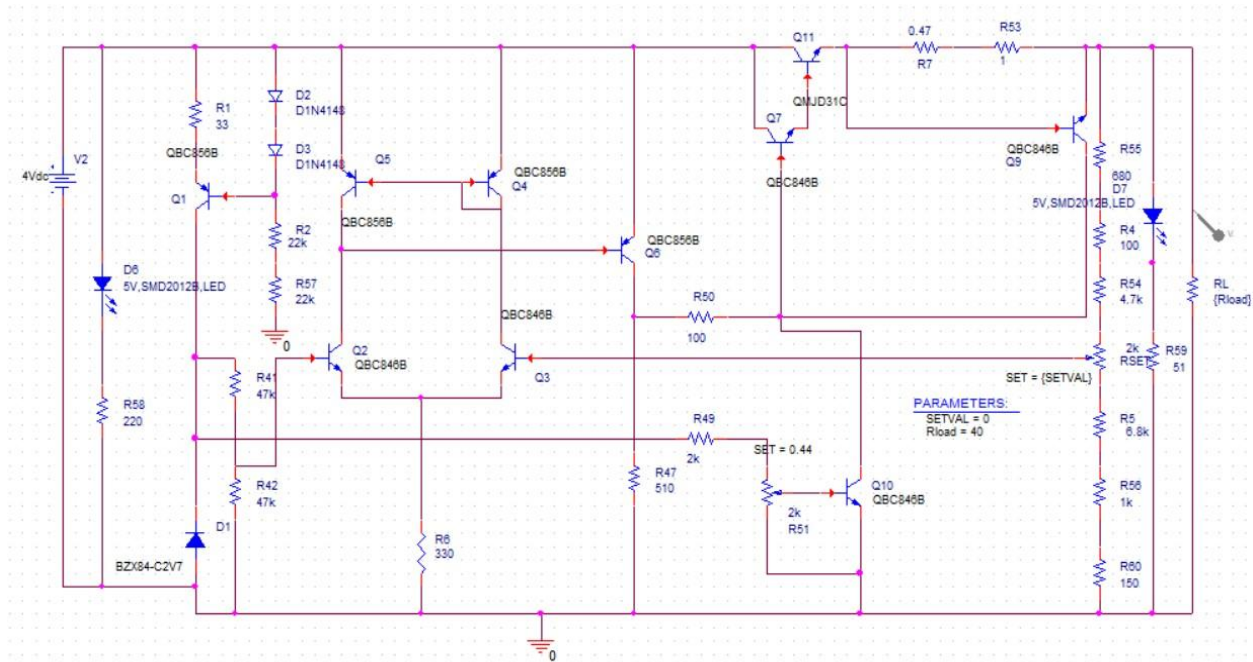 Q11
0.47
R53
R7
1
D2
D1N4148
R1
33
QMJD31C
Q7
V2
QBC856B
D3
D1N4148
Q5
QBC856B
4Vdc
Q4
QBC846B
Q9
R55
680
Q1
QBC846B
D7
5V,SMD2012B,LED
QBC856B
R2
22k
QBC856B
Q6
R4
100
D6
5V,SMD2012B,LED
R57
22k
R54
4.7k
RL
{Rload}
R50
100
QBC846B
0
Q2
QBC846B
Q3
2k
RSET
R59
51
R41
47k
SET = {SETVAL}
R58
220
PARAMETERS:
SETVAL = 0
Rload = 40
R49
2k
R5
6.8k
SET = 0.44
R42
47k
R47
510
Q10
QBC846B
R56
1k
D1
2k
R51
R6
330
BZX84-C2V7
R60
150
0